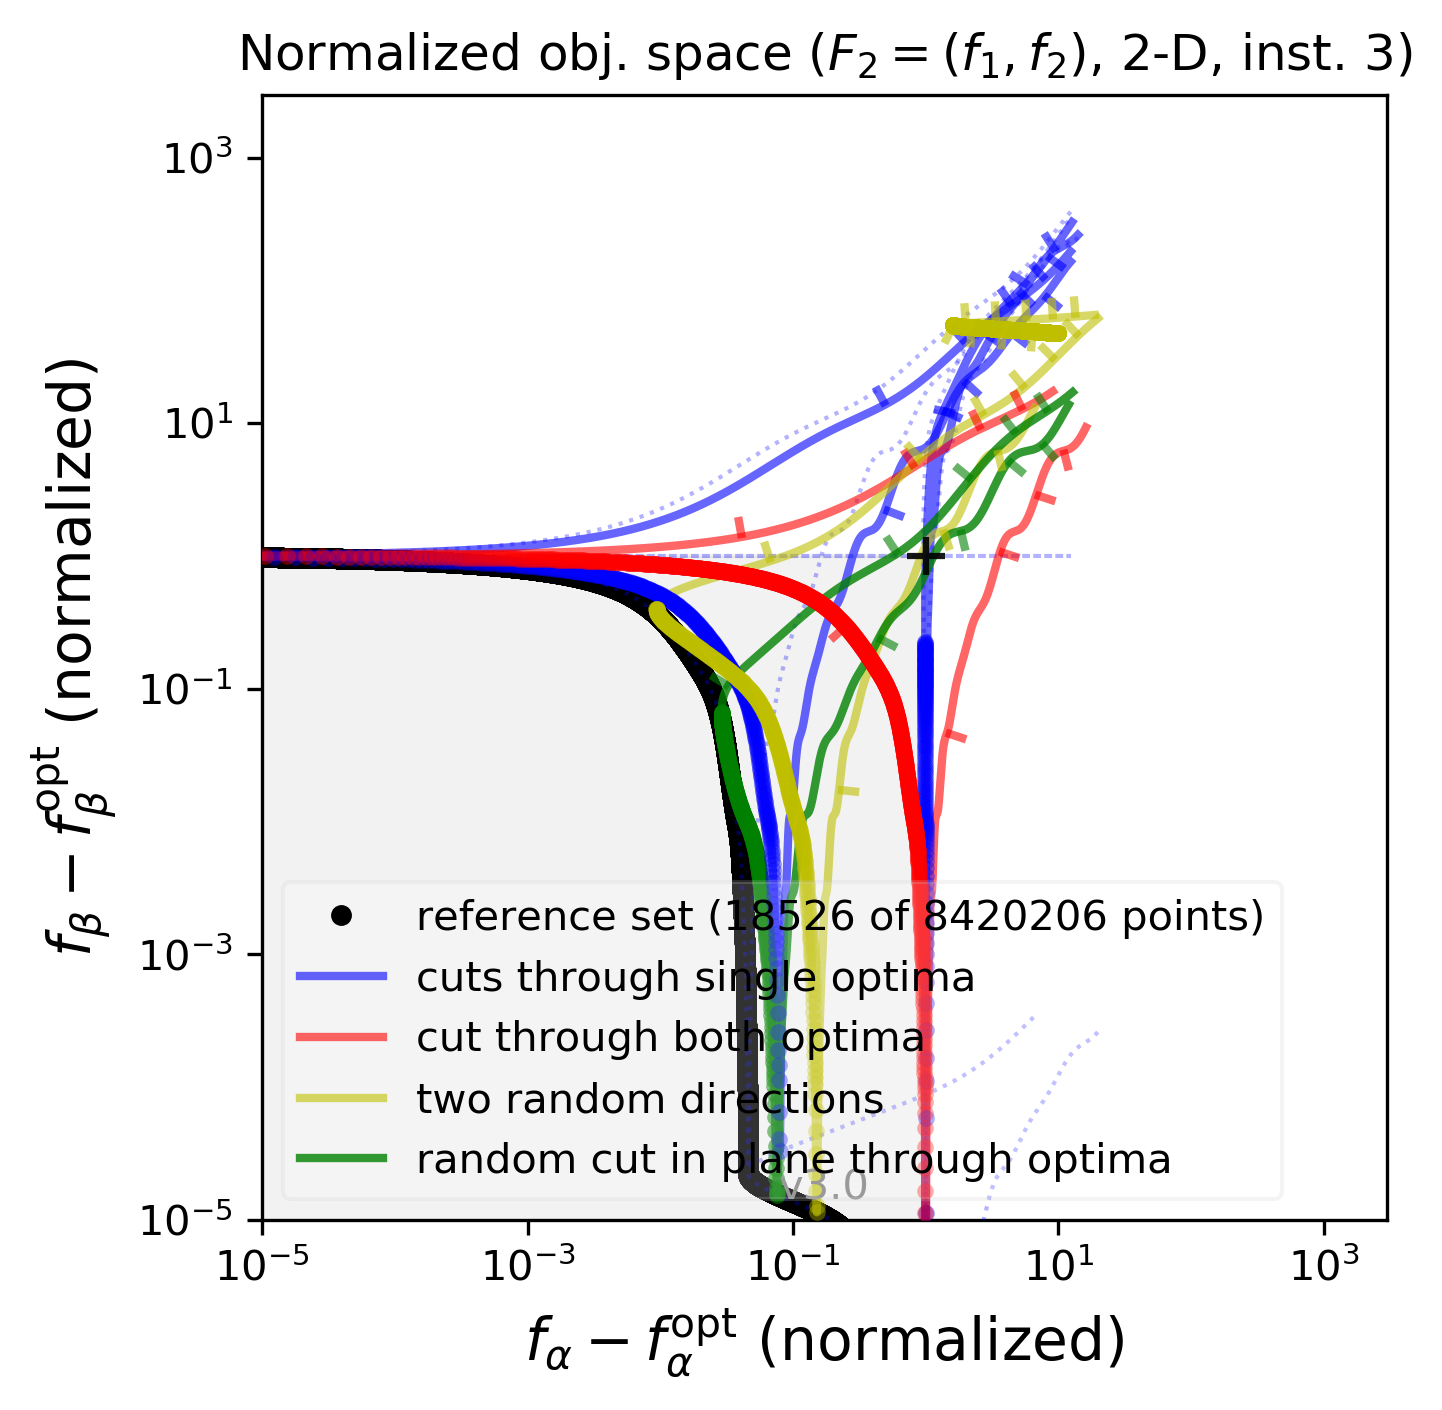 Normalized obj. space (F₂ = (f₁, f₂), 2-D, inst. 3)
10³
10¹
10⁻¹
10⁻³
10⁻⁵
f_β − f_β^opt (normalized)
reference set (18526 of 8420206 points)
cuts through single optima
cut through both optima
two random directions
random cut in plane through optima
v3.0
10⁻⁵ 10⁻³ 10⁻¹ 10¹ 10³
f_α − f_α^opt (normalized)